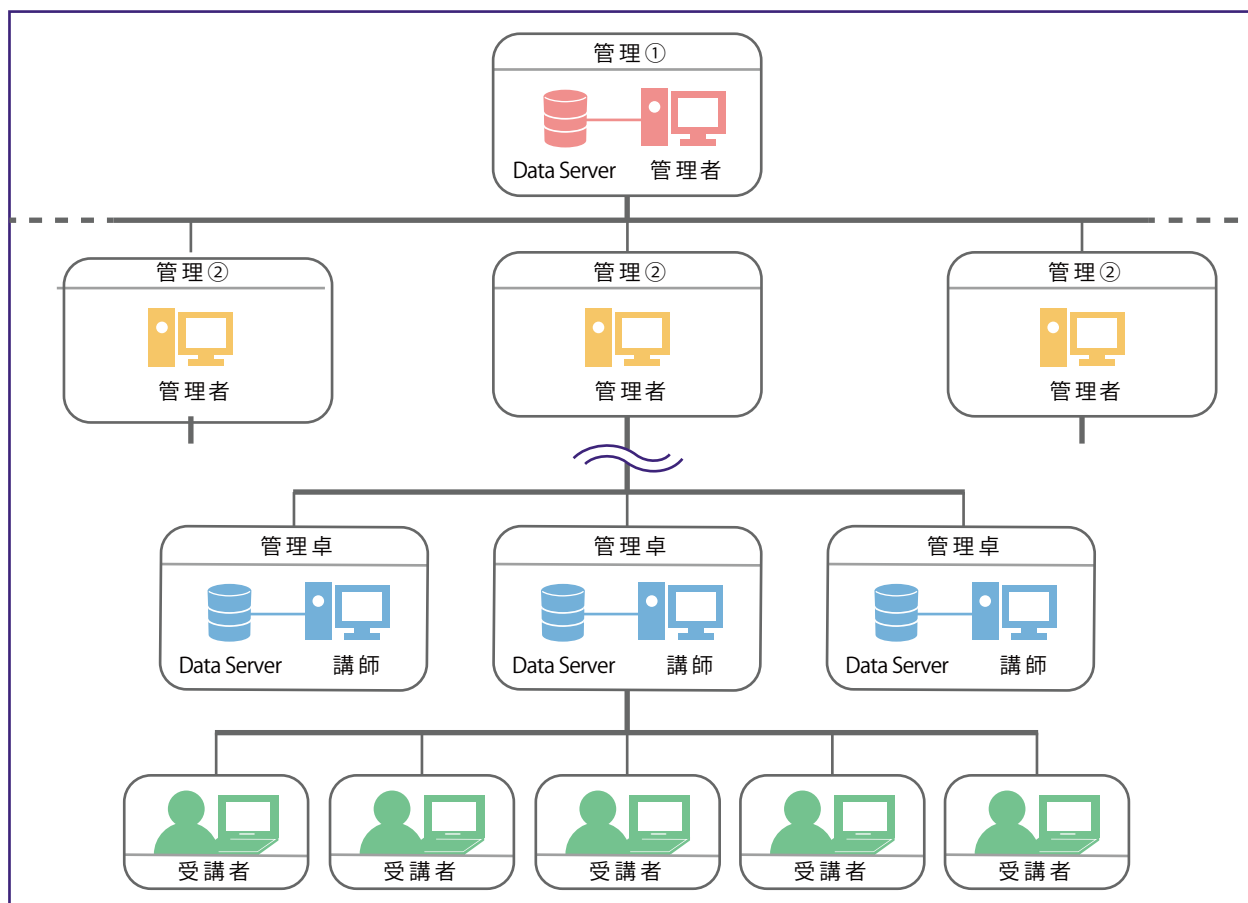 管理①
Data Server 管理者
管理② 管理② 管理②
管理者 管理者 管理者
管理卓 管理卓 管理卓
Data Server 講師 Data Server 講師 Data Server 講師
受講者 受講者 受講者 受講者 受講者